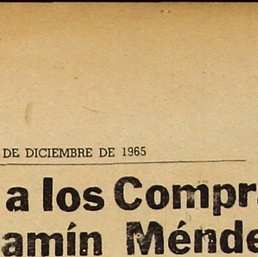 DE DICIEMBRE DE 1965
a los Compra
amín Ménde